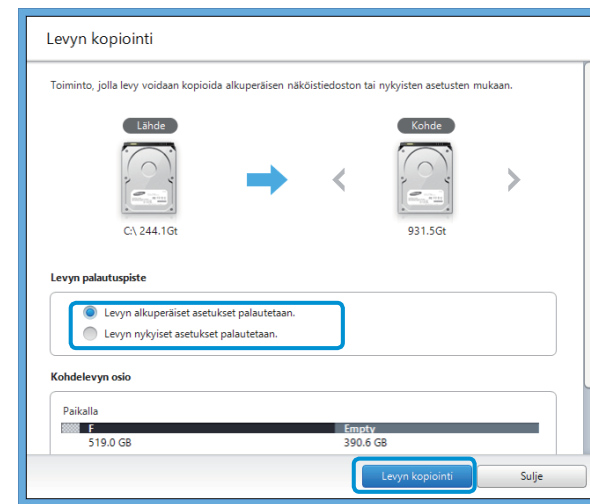 Levyn kopiointi
Toiminto, jolla levy voidaan kopioida alkuperäisen näköistiedoston tai nykyisten asetusten mukaan.
Lähde
Kohde
C:\ 244.1Gt
931.5Gt
Levyn palautuspiste
Levyn alkuperäiset asetukset palautetaan.
Levyn nykyiset asetukset palautetaan.
Kohdelevyn osio
Paikalla
F
Empty
519.0 GB
390.6 GB
Levyn kopiointi
Sulje